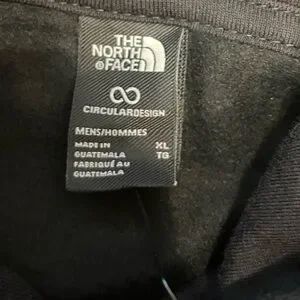 THE
NORTH
FACE
CIRCULARDESIGN
MENS/HOMMES
MADE IN XL
GUATEMALA TG
FABRIQUÉ AU
GUATEMALA